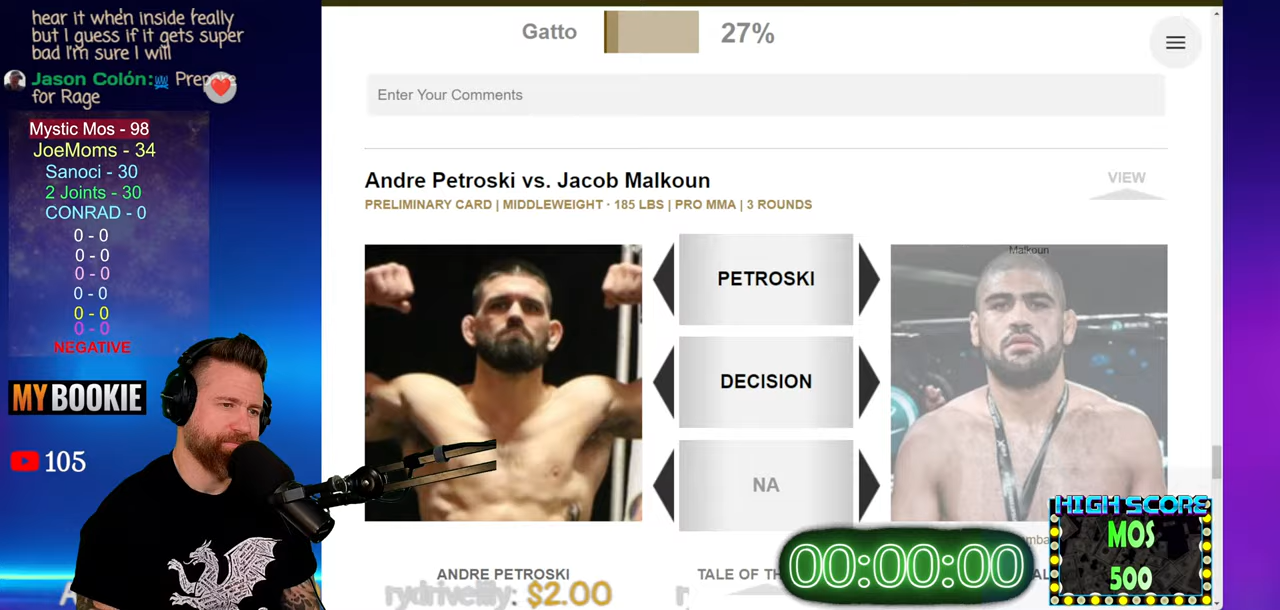 hear it when inside really
but I guess if it gets super
bad I'm sure I will
Jason Colón: Prepare
for Rage
Mystic Mos - 98
JoeMoms - 34
Sanoci - 30
2 Joints - 30
CONRAD - 0
0 - 0
0 - 0
0 - 0
0 - 0
0 - 0
0 - 0
NEGATIVE
MY BOOKIE
105
Gatto 27%
Enter Your Comments
Andre Petroski vs. Jacob Malkoun
VIEW
PRELIMINARY CARD | MIDDLEWEIGHT · 185 LBS | PRO MMA | 3 ROUNDS
Malkoun
PETROSKI
DECISION
NA
ANDRE PETROSKI
TALE OF TH
rydrivelly: $2.00
00:00:00
HIGH SCORE
MOS
500